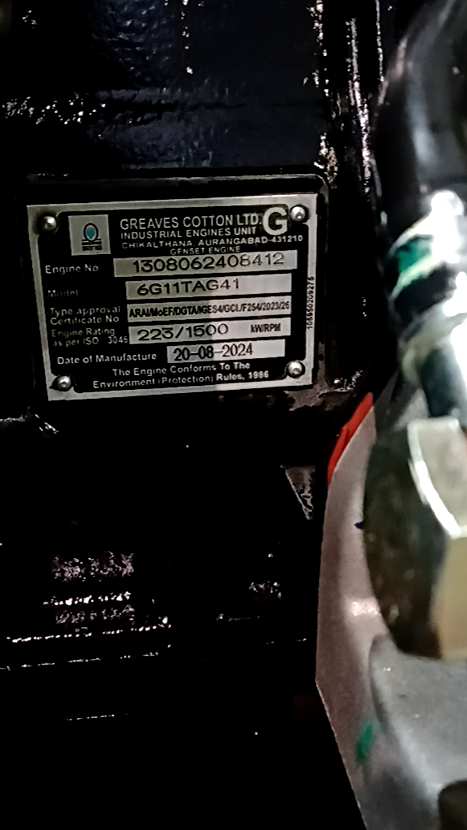 GREAVES COTTON LTD. G
INDUSTRIAL ENGINES UNIT
CHIKALTHANA, AURANGABAD-431210
GENSET ENGINE
Engine No 1308062408412
Model 6G11TAG41
Type approval
Certificate No ARAI/MoEF/DGTA/GES4/GCL/F254/2023/26
Engine Rating
as per ISO 3046 223/1500 kW/RPM
Date of Manufacture 20-08-2024
The Engine Conforms To The
Environment (Protection) Rules, 1986